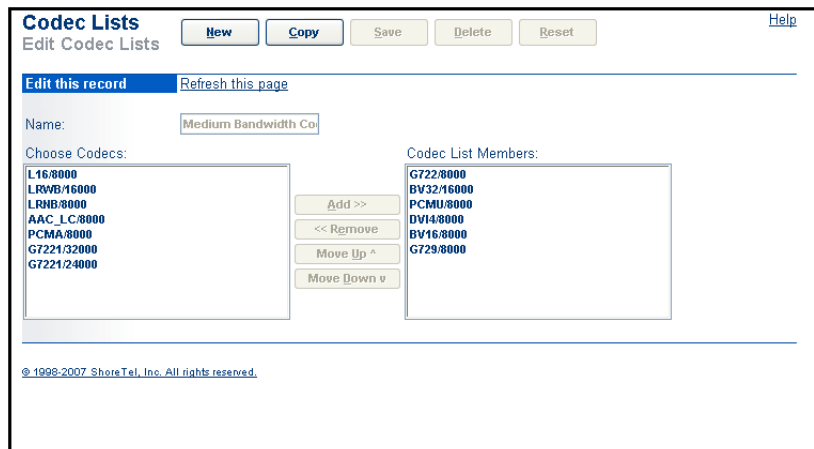 Codec Lists
Edit Codec Lists
New Copy Save Delete Reset
Help
Edit this record Refresh this page
Name: Medium Bandwidth Co
Choose Codecs:
L16/8000
LRWB/16000
LRNB/8000
AAC_LC/8000
PCMA/8000
G7221/32000
G7221/24000
Add >>
<< Remove
Move Up ^
Move Down v
Codec List Members:
G722/8000
BV32/16000
PCMU/8000
DVI4/8000
BV16/8000
G729/8000
© 1998-2007 ShoreTel, Inc. All rights reserved.